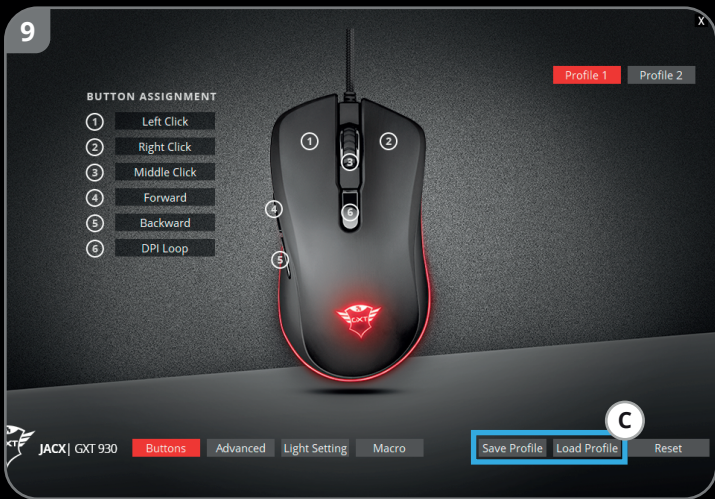 9
X
Profile 1 Profile 2
BUTTON ASSIGNMENT
1 Left Click
2 Right Click
3 Middle Click
4 Forward
5 Backward
6 DPI Loop
1 2
3
4 6
5
GXT
C
JACX| GXT 930 Buttons Advanced Light Setting Macro Save Profile Load Profile Reset